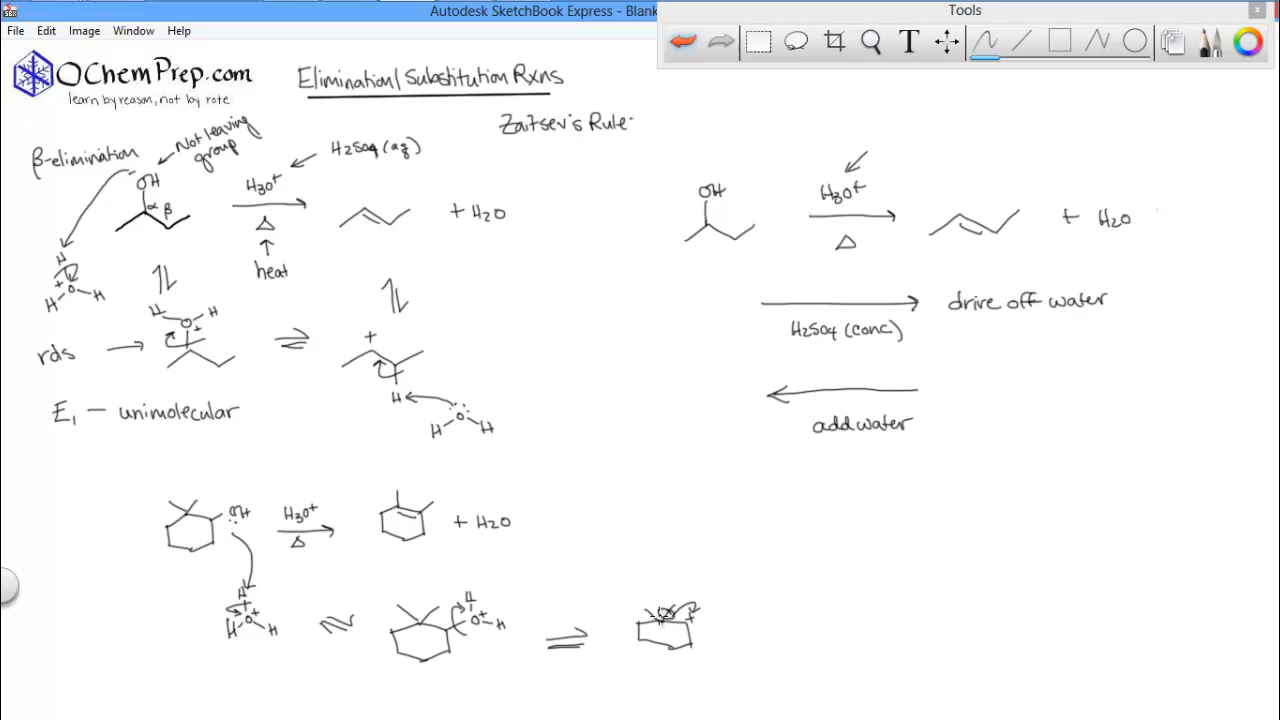 Autodesk SketchBook Express - Blank
Tools
File Edit Image Window Help
OChemPrep.com
learn by reason, not by rote
Elimination/Substitution Rxns
Zaitsev's Rule-
β-elimination
Not leaving
group
H2SO4 (aq)
OH
α β
H3O+
Δ
heat
+ H2O
H
+
O
H H
H O H
+
rds
+
H
O
H H
E1 - unimolecular
OH
H3O+
Δ
+ H2O
H2SO4 (conc)
drive off water
add water
OH
H3O+
Δ
+ H2O
H
+
O
H H
H
O+
H
+